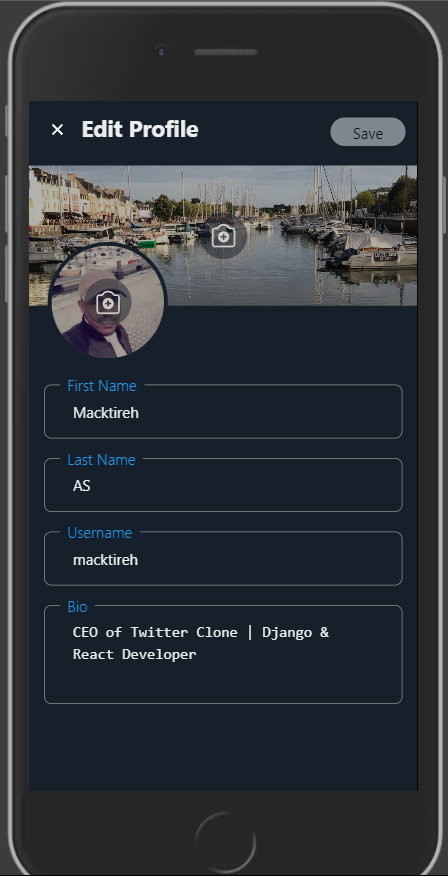 Edit Profile
Save
First Name
Macktireh
Last Name
AS
Username
macktireh
Bio
CEO of Twitter Clone | Django &
React Developer